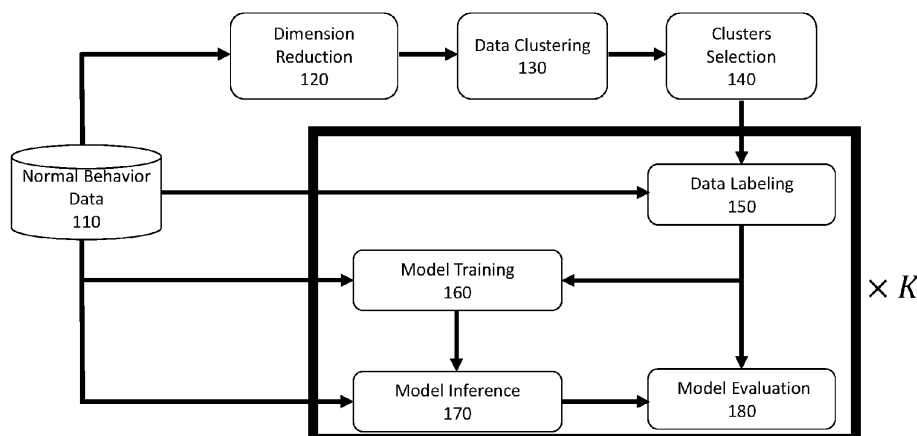 Dimension
Reduction
120
Data Clustering
130
Clusters
Selection
140
Normal Behavior
Data
110
Data Labeling
150
Model Training
160
× K
Model Inference
170
Model Evaluation
180